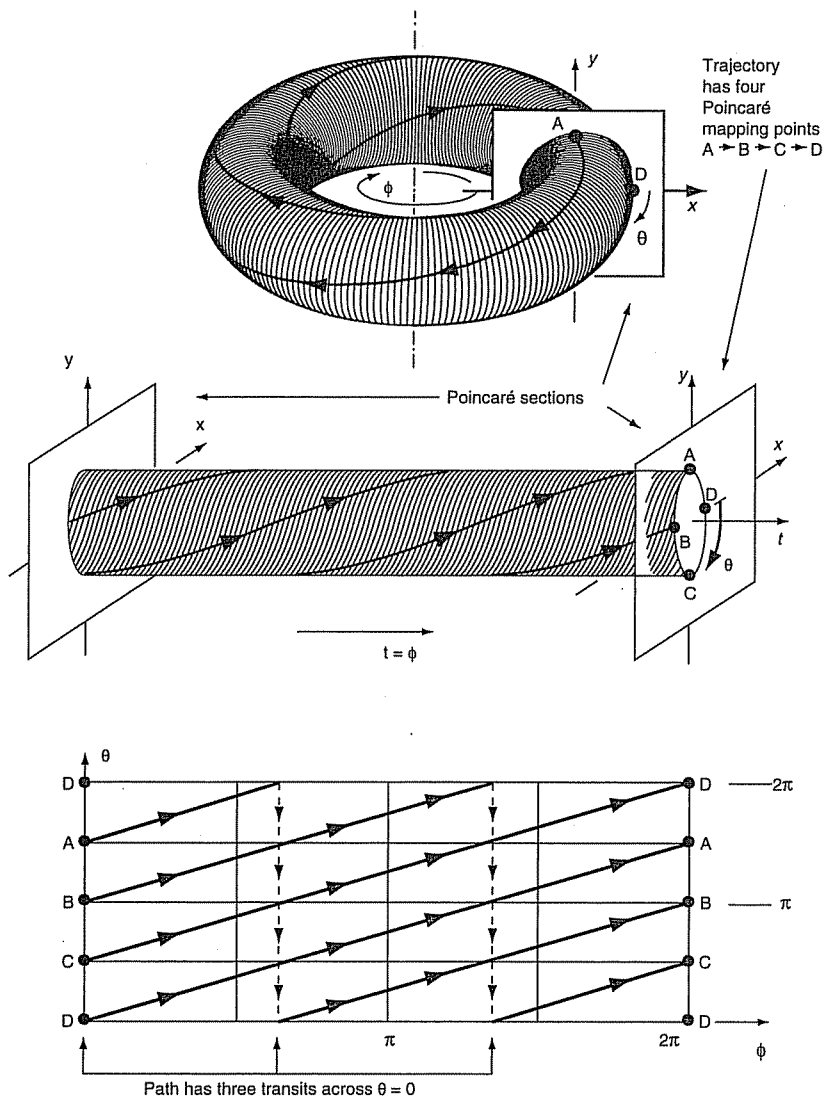 y
Trajectory
has four
Poincaré
mapping points
A → B → C → D
A
D
ϕ
x
θ
y
Poincaré sections
y
x
x
A
D
B
t
θ
C
t = ϕ
θ
D
D
2π
A
A
B
B
π
C
C
D
D
π
2π
ϕ
Path has three transits across θ = 0